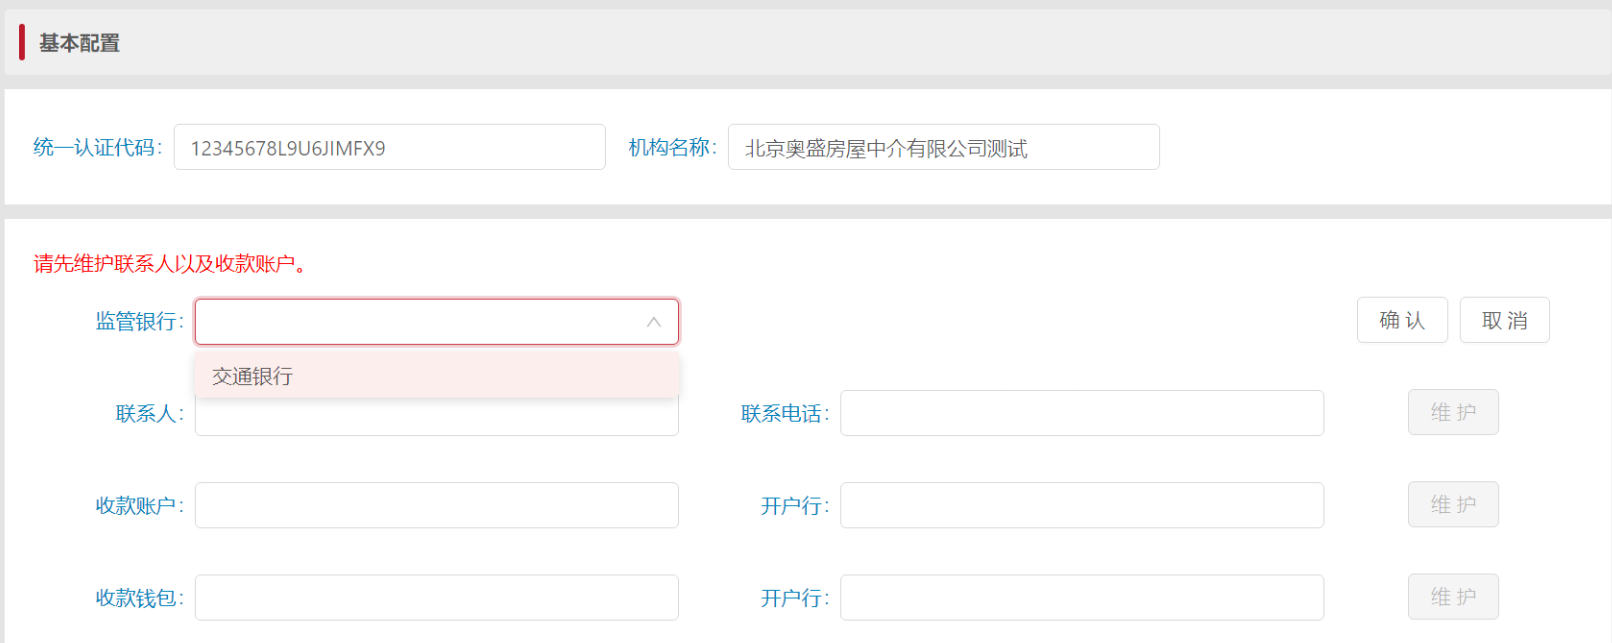 基本配置
统一认证代码: 12345678L9U6JIMFX9 机构名称: 北京奥盛房屋中介有限公司测试
请先维护联系人以及收款账户。
监管银行: 确 认 取 消
交通银行
联系人: 联系电话: 维 护
收款账户: 开户行: 维 护
收款钱包: 开户行: 维 护